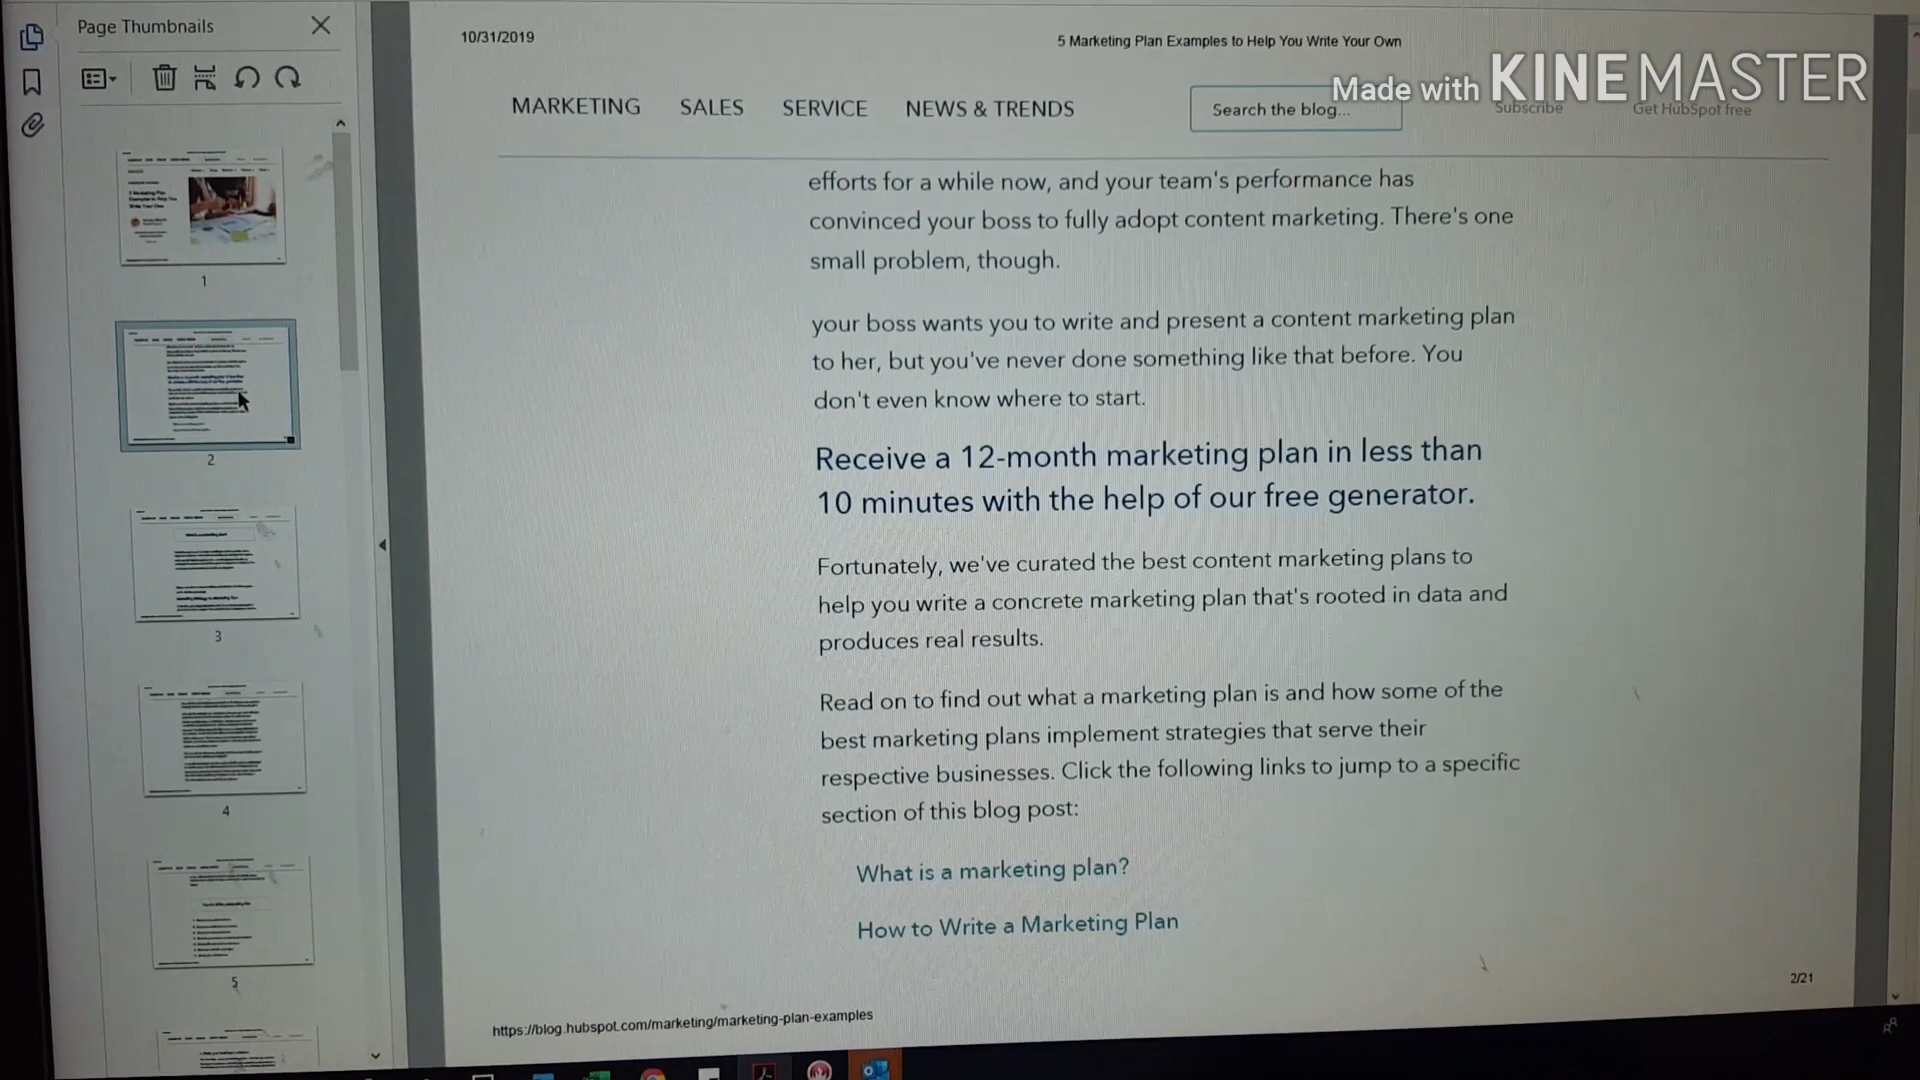 Page Thumbnails
1
2
3
4
5
10/31/2019
5 Marketing Plan Examples to Help You Write Your Own
Made with KINEMASTER
MARKETING SALES SERVICE NEWS & TRENDS
Search the blog...
Subscribe
Get HubSpot free
efforts for a while now, and your team's performance has
convinced your boss to fully adopt content marketing. There's one
small problem, though.
your boss wants you to write and present a content marketing plan
to her, but you've never done something like that before. You
don't even know where to start.
Receive a 12-month marketing plan in less than
10 minutes with the help of our free generator.
Fortunately, we've curated the best content marketing plans to
help you write a concrete marketing plan that's rooted in data and
produces real results.
Read on to find out what a marketing plan is and how some of the
best marketing plans implement strategies that serve their
respective businesses. Click the following links to jump to a specific
section of this blog post:
What is a marketing plan?
How to Write a Marketing Plan
2/21
https://blog.hubspot.com/marketing/marketing-plan-examples